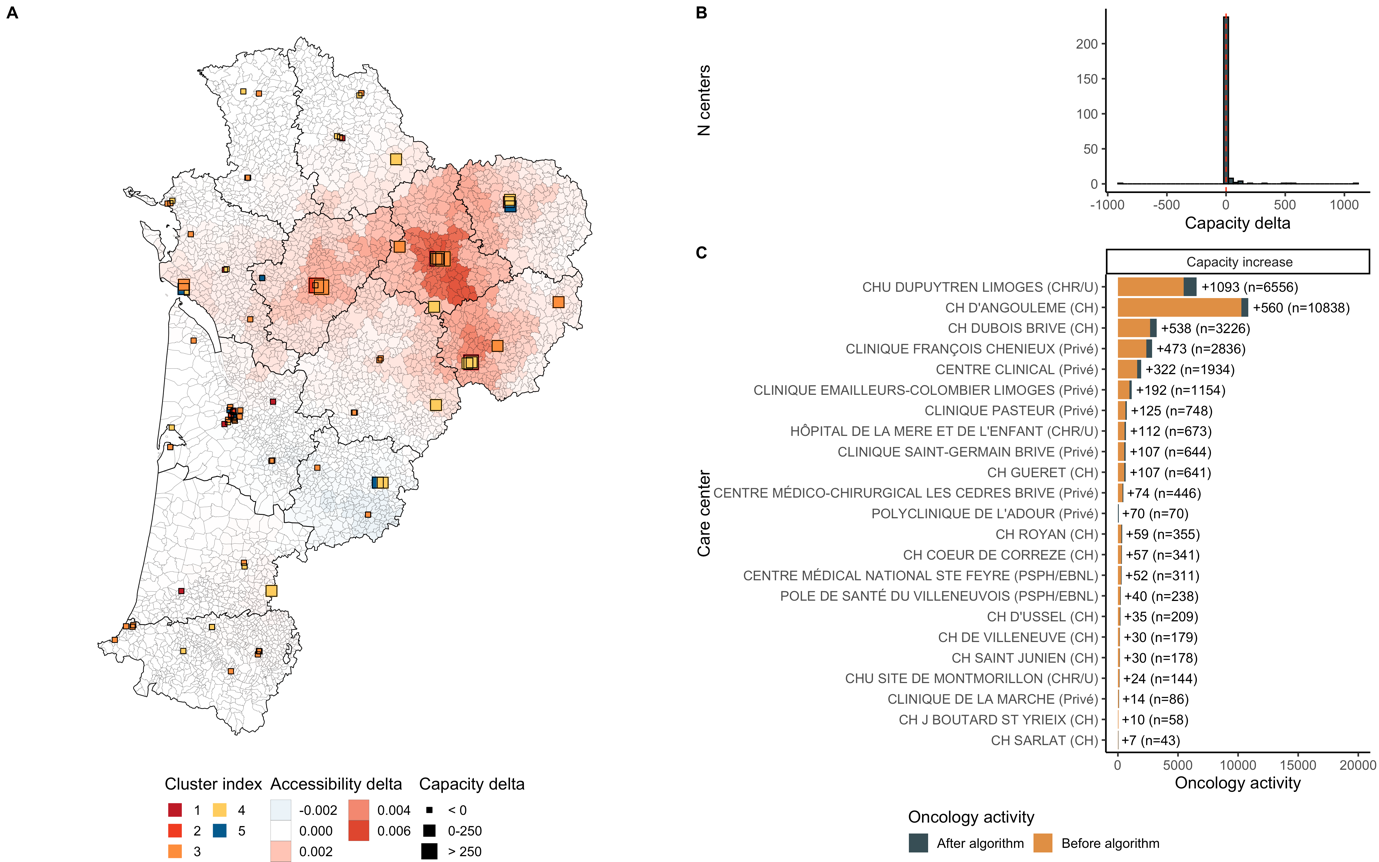 A
Cluster index
1
2
3
4
5
Accessibility delta
-0.002
0.000
0.002
0.004
0.006
Capacity delta
< 0
0-250
> 250
B
N centers
200
150
100
50
0
-1000
-500
0
500
1000
Capacity delta
C
Capacity increase
Care center
CHU DUPUYTREN LIMOGES (CHR/U) +1093 (n=6556)
CH D'ANGOULEME (CH) +560 (n=10838)
CH DUBOIS BRIVE (CH) +538 (n=3226)
CLINIQUE FRANÇOIS CHENIEUX (Privé) +473 (n=2836)
CENTRE CLINICAL (Privé) +322 (n=1934)
CLINIQUE EMAILLEURS-COLOMBIER LIMOGES (Privé) +192 (n=1154)
CLINIQUE PASTEUR (Privé) +125 (n=748)
HÔPITAL DE LA MERE ET DE L'ENFANT (CHR/U) +112 (n=673)
CLINIQUE SAINT-GERMAIN BRIVE (Privé) +107 (n=644)
CH GUERET (CH) +107 (n=641)
CENTRE MÉDICO-CHIRURGICAL LES CEDRES BRIVE (Privé) +74 (n=446)
POLYCLINIQUE DE L'ADOUR (Privé) +70 (n=70)
CH ROYAN (CH) +59 (n=355)
CH COEUR DE CORREZE (CH) +57 (n=341)
CENTRE MÉDICAL NATIONAL STE FEYRE (PSPH/EBNL) +52 (n=311)
POLE DE SANTÉ DU VILLENEUVOIS (PSPH/EBNL) +40 (n=238)
CH D'USSEL (CH) +35 (n=209)
CH DE VILLENEUVE (CH) +30 (n=179)
CH SAINT JUNIEN (CH) +30 (n=178)
CHU SITE DE MONTMORILLON (CHR/U) +24 (n=144)
CLINIQUE DE LA MARCHE (Privé) +14 (n=86)
CH J BOUTARD ST YRIEIX (CH) +10 (n=58)
CH SARLAT (CH) +7 (n=43)
0
5000
10000
15000
20000
Oncology activity
Oncology activity
After algorithm
Before algorithm